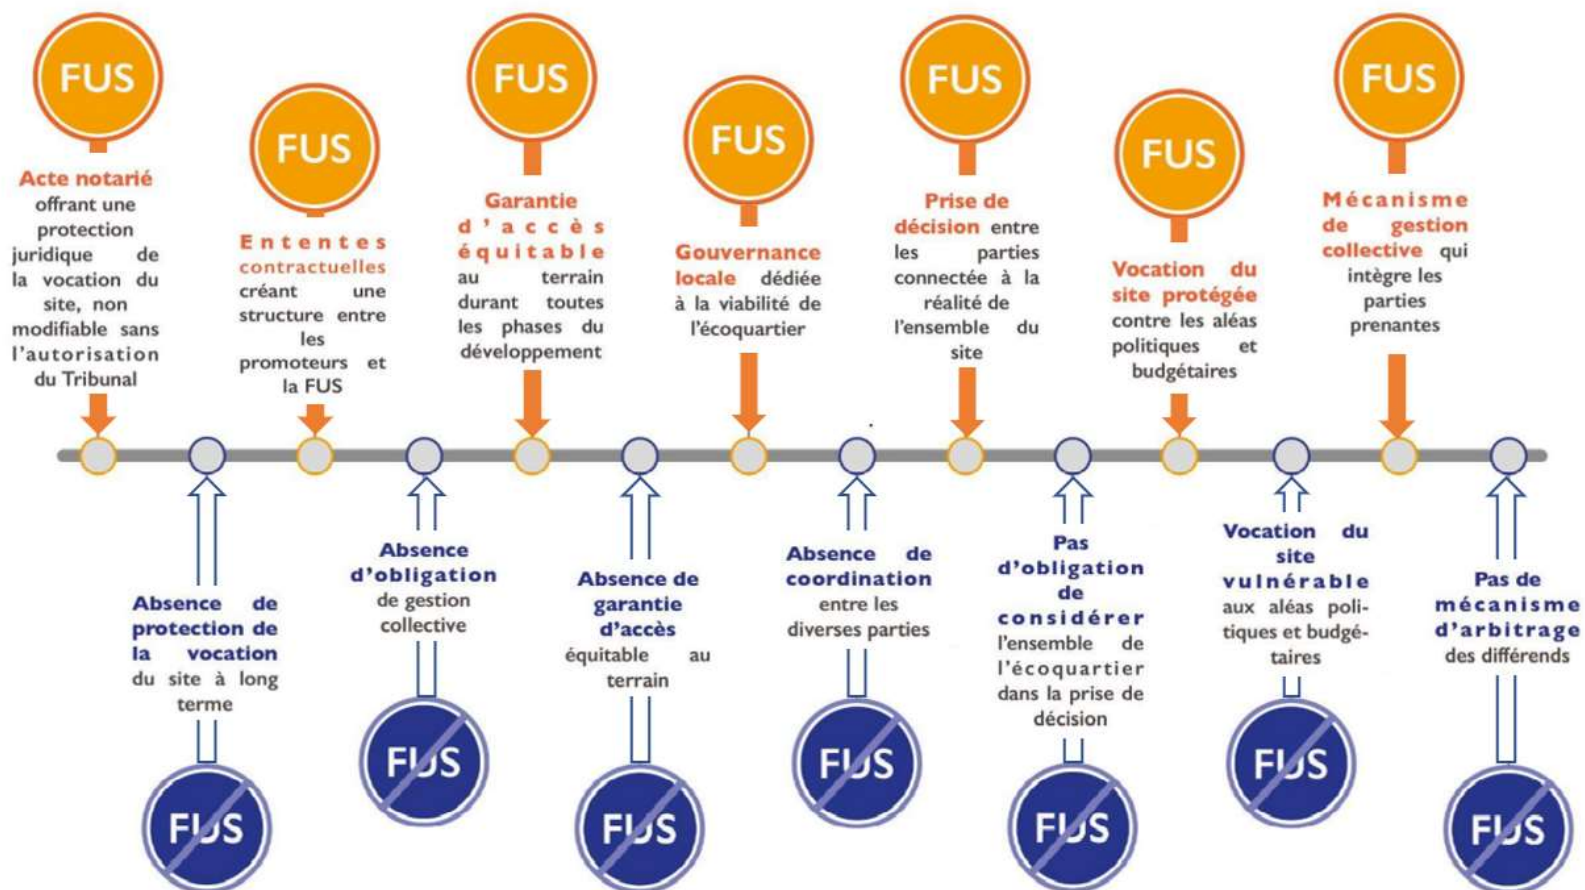 FUS
Acte notarié
offrant une
protection
juridique de
la vocation du
site, non
modifiable sans
l'autorisation
du Tribunal
FUS
Ententes
contractuelles
créant une
structure entre
les
promoteurs et
la FUS
FUS
Garantie
d'accès
équitable
au terrain
durant toutes
les phases du
développement
FUS
Gouvernance
locale dédiée
à la viabilité de
l'écoquartier
FUS
Prise de
décision entre
les parties
connectée à la
réalité de
l'ensemble du
site
FUS
Vocation du
site protégée
contre les aléas
politiques et
budgétaires
FUS
Mécanisme
de gestion
collective qui
intègre les
parties
prenantes
Absence de
protection de
la vocation
du site à long
terme
FUS
Absence
d'obligation
de gestion
collective
FUS
Absence de
garantie
d'accès
équitable au
terrain
FUS
Absence de
coordination
entre les
diverses parties
FUS
Pas
d'obligation
de
considérer
l'ensemble de
l'écoquartier
dans la prise de
décision
FUS
Vocation du
site
vulnérable
aux aléas poli-
tiques et budgé-
taires
FUS
Pas de
mécanisme
d'arbitrage
des différends
FUS